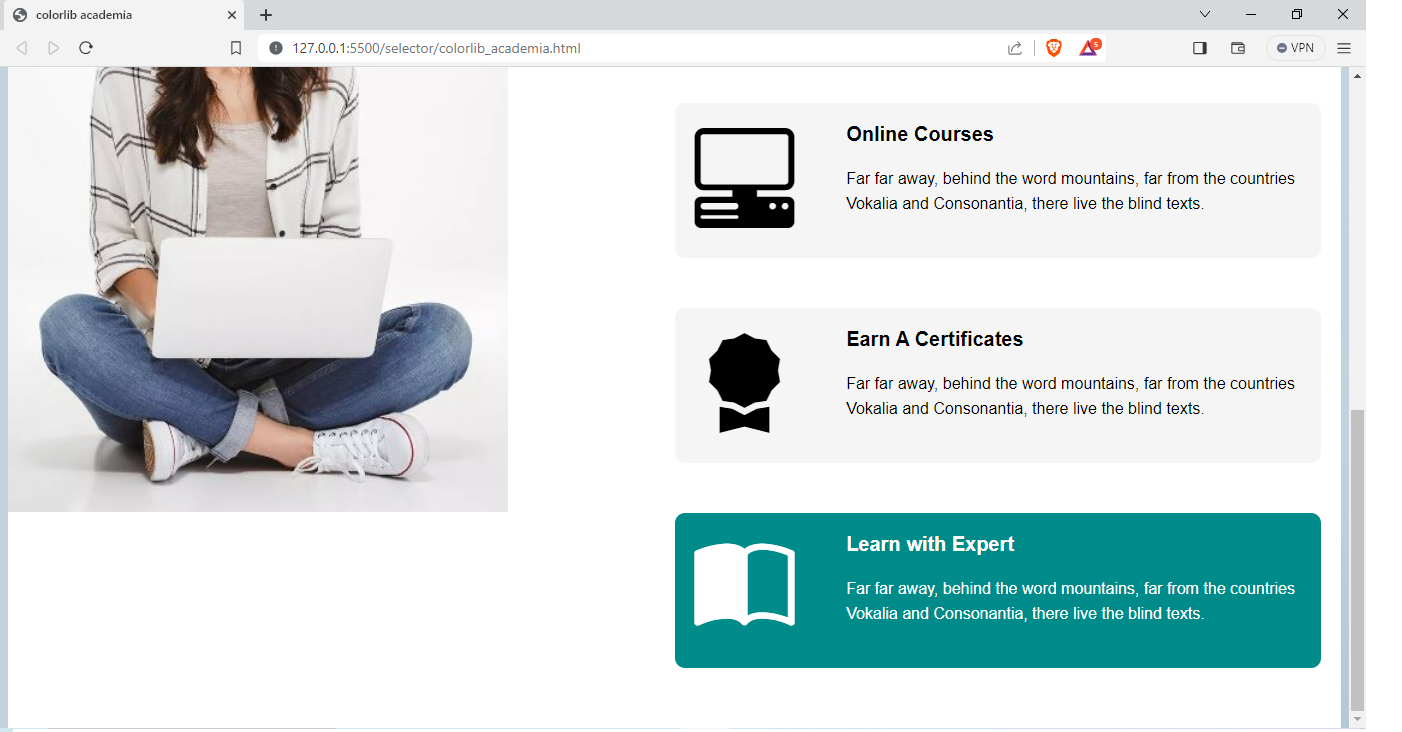 colorlib academia
127.0.0.1:5500/selector/colorlib_academia.html
5
VPN
Online Courses
Far far away, behind the word mountains, far from the countries
Vokalia and Consonantia, there live the blind texts.
Earn A Certificates
Far far away, behind the word mountains, far from the countries
Vokalia and Consonantia, there live the blind texts.
Learn with Expert
Far far away, behind the word mountains, far from the countries
Vokalia and Consonantia, there live the blind texts.